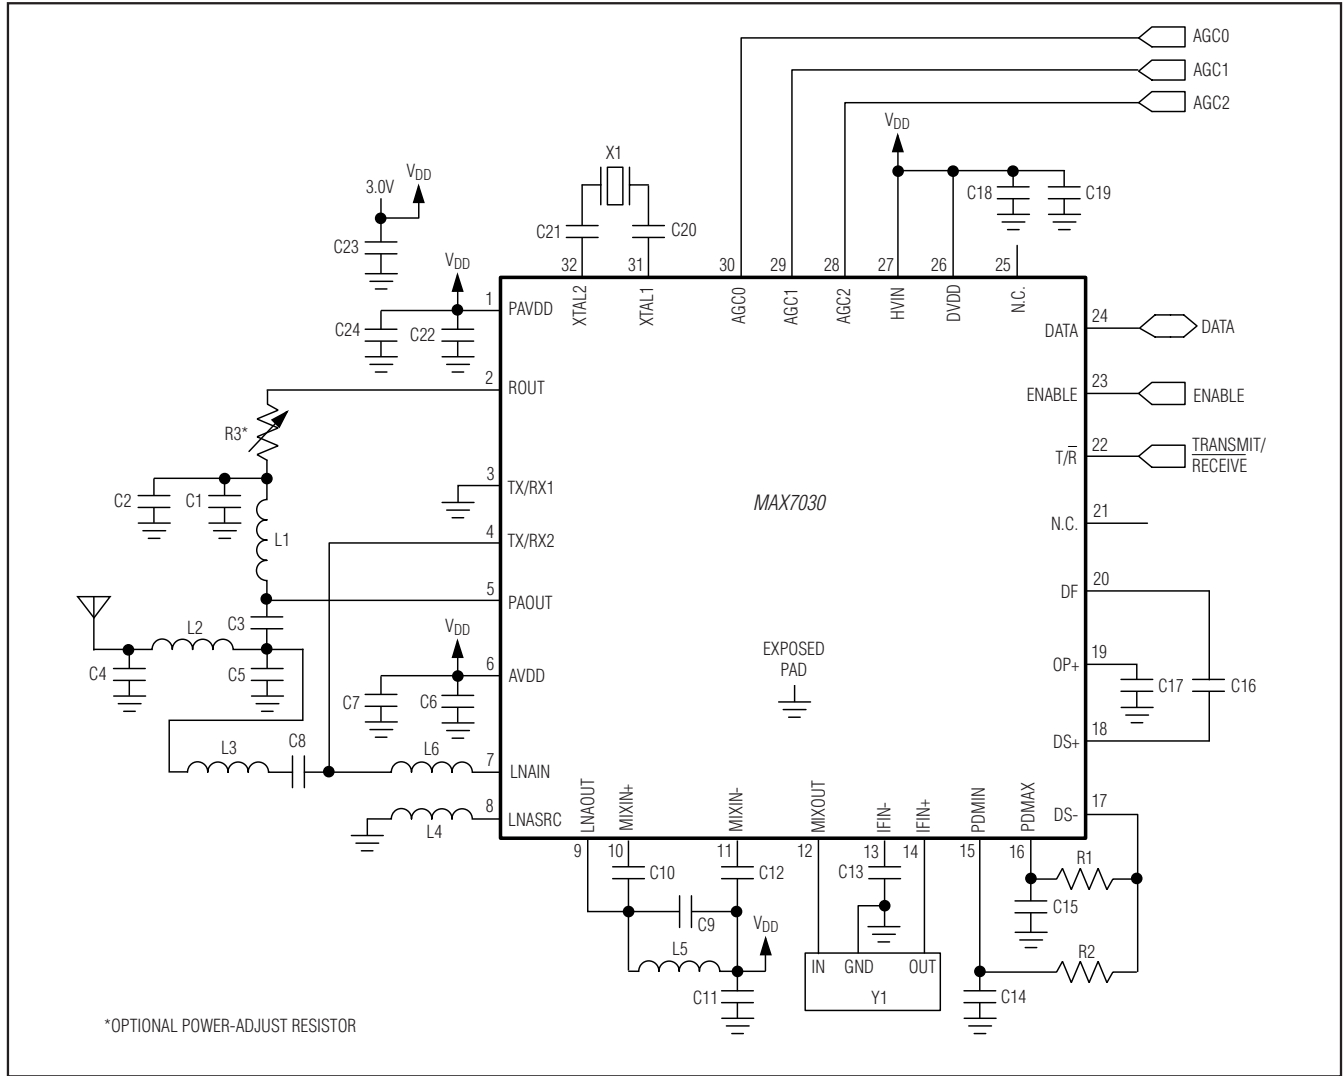 AGC0
AGC1
AGC2
VDD
X1
3.0V
VDD
C18
C19
C21
C20
C23
VDD
32
31
30
29
28
27
26
25
1
PAVDD
XTAL2
XTAL1
AGC0
AGC1
AGC2
HVIN
DVDD
N.C.
C24
C22
DATA
24
DATA
2
ROUT
ENABLE
23
ENABLE
R3*
T/R̅
22
TRANSMIT/
R̅E̅C̅E̅I̅V̅E̅
3
TX/RX1
C2
C1
MAX7030
L1
4
TX/RX2
N.C.
21
5
PAOUT
DF
20
C3
L2
VDD
EXPOSED
PAD
C4
C5
6
AVDD
OP+
19
C17
C16
C7
C6
DS+
18
L3
C8
L6
7
LNAIN
8
LNASRC
L4
LNAOUT
MIXIN+
MIXIN-
MIXOUT
IFIN-
IFIN+
PDMIN
PDMAX
DS-
17
9
10
11
12
13
14
15
16
C10
C12
C13
R1
C15
C9
VDD
L5
R2
IN
GND
OUT
C11
Y1
C14
*OPTIONAL POWER-ADJUST RESISTOR